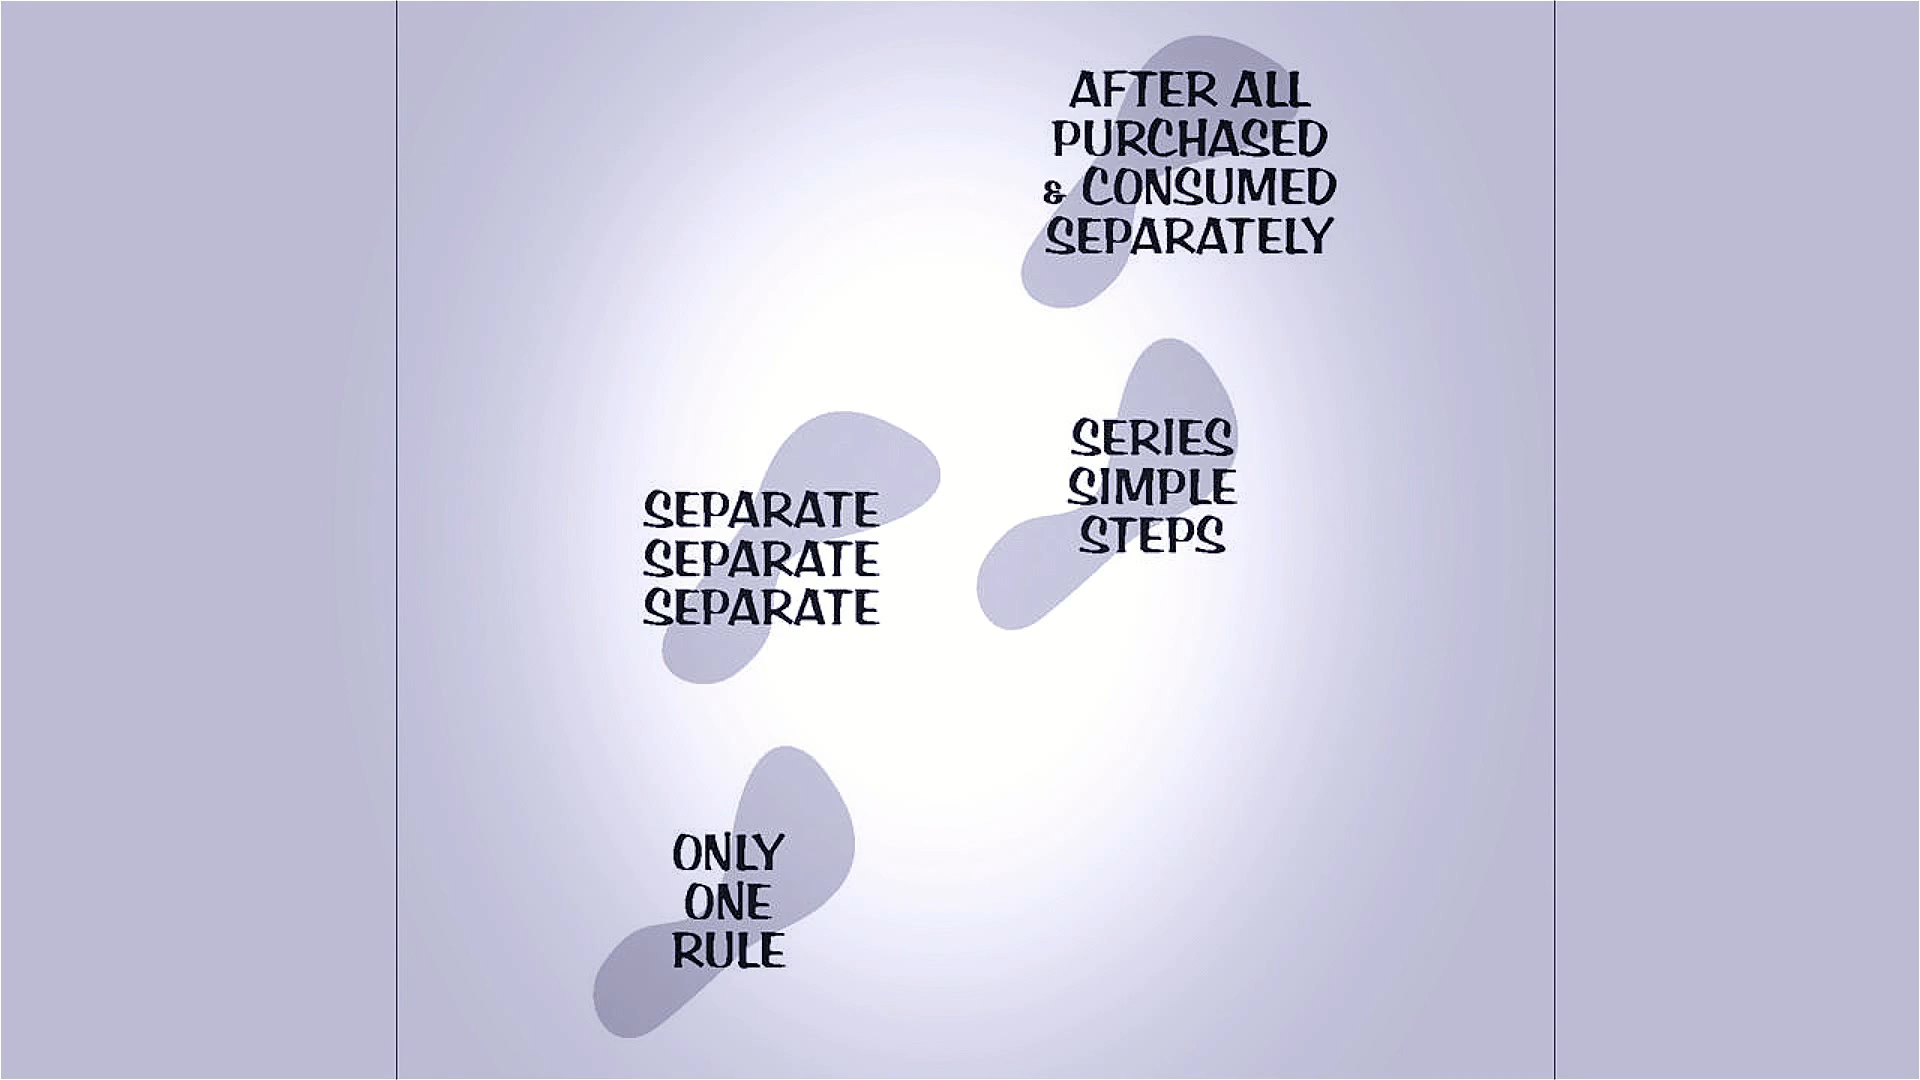 AFTER ALL
PURCHASED
& CONSUMED
SEPARATELY
SERIES
SIMPLE
STEPS
SEPARATE
SEPARATE
SEPARATE
ONLY
ONE
RULE